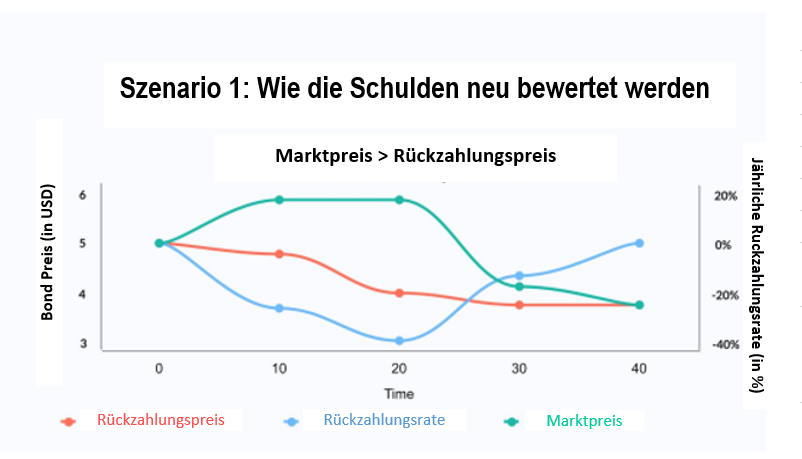 Szenario 1: Wie die Schulden neu bewertet werden
Marktpreis > Rückzahlungspreis
Bond Preis (in USD)
6
5
4
3
20%
0%
-20%
-40%
Jährliche Ruckzahlungsrate (in %)
0 10 20 30 40
Time
Rückzahlungspreis Rückzahlungsrate Marktpreis